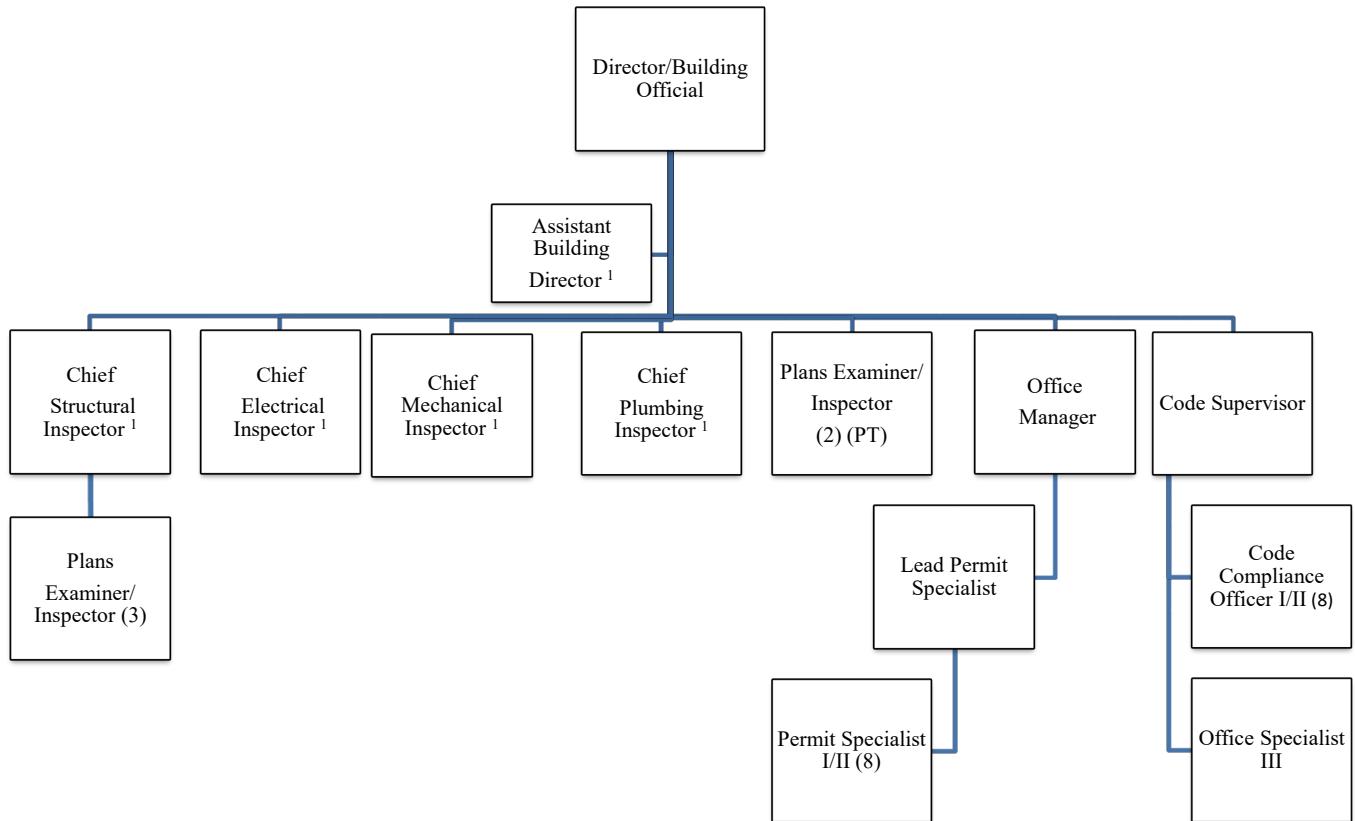 Director/Building
Official
Assistant
Building
Director ¹
Chief
Structural
Inspector ¹
Chief
Electrical
Inspector ¹
Chief
Mechanical
Inspector ¹
Chief
Plumbing
Inspector ¹
Plans Examiner/
Inspector
(2) (PT)
Office
Manager
Code Supervisor
Plans
Examiner/
Inspector (3)
Lead Permit
Specialist
Code
Compliance
Officer I/II (8)
Permit Specialist
I/II (8)
Office Specialist
III